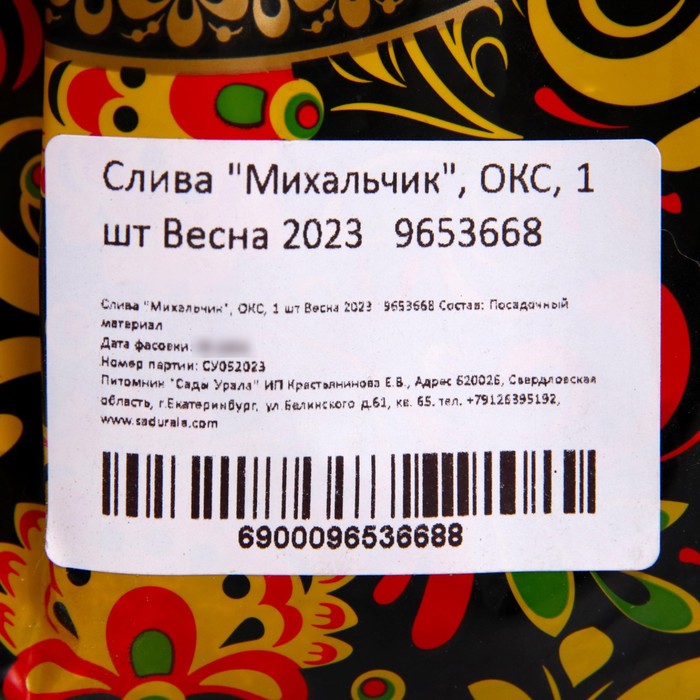 Слива "Михальчик", ОКС, 1
шт Весна 2023 9653668
Слива "Михальчик", ОКС, 1 шт Весна 2023 9653668 Состав: Посадочный
материал
Дата фасовки:
Номер партии: СУ052023
Питомник "Сады Урала" ИП Крестьянинова Е.В., Адрес 620026, Свердловская
область, г.Екатеринбург, ул Белинского д.61, кв. 65. тел. +79126395192,
www.sadurala.com
6900096536688